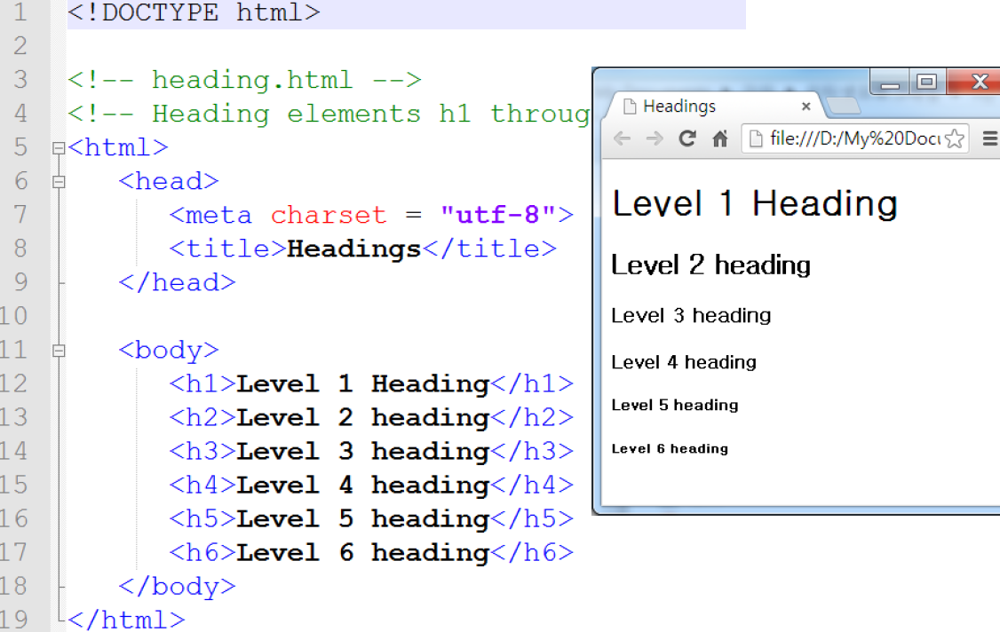 1 <!DOCTYPE html>
2
3 <!-- heading.html -->
4 <!-- Heading elements h1
5 <html>
6 <head>
7 <meta charset = "utf-8">
8 <title>Headings</title>
9 </head>
10
11 <body>
12 <h1>Level 1 Heading</h1>
13 <h2>Level 2 heading</h2>
14 <h3>Level 3 heading</h3>
15 <h4>Level 4 heading</h4>
16 <h5>Level 5 heading</h5>
17 <h6>Level 6 heading</h6>
18 </body>
19 </html>
Headings
file:///D:/My%20Docu
Level 1 Heading
Level 2 heading
Level 3 heading
Level 4 heading
Level 5 heading
Level 6 heading